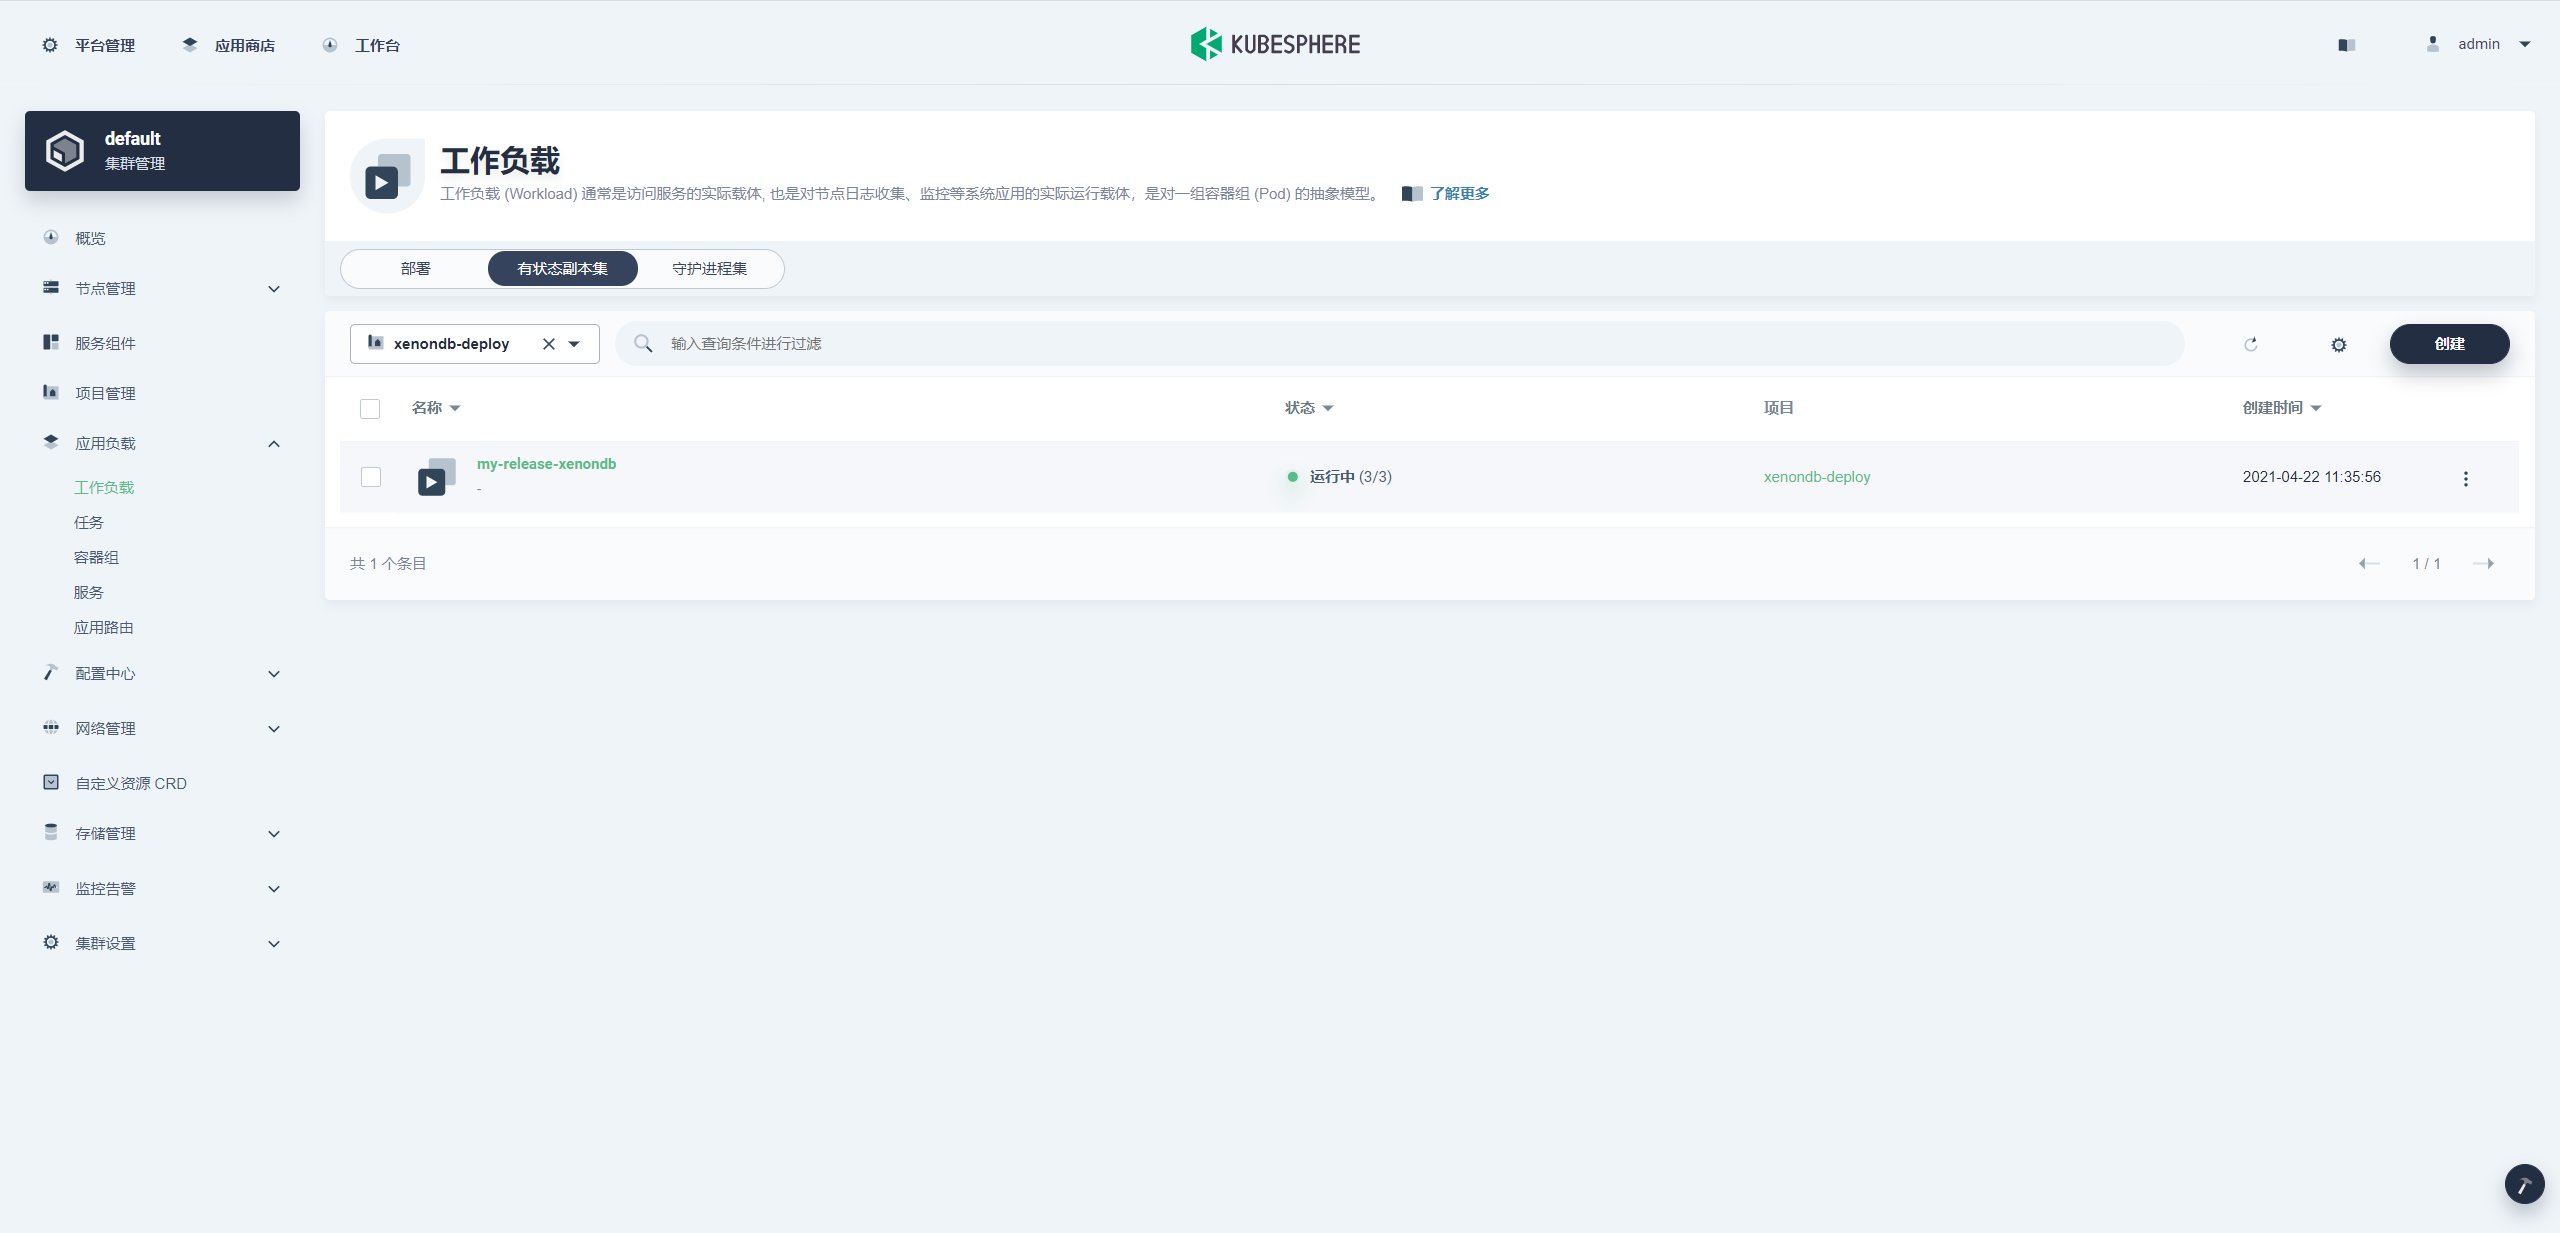 平台管理
应用商店
工作台
KUBESPHERE
admin
default
集群管理
概览
节点管理
服务组件
项目管理
应用负载
工作负载
任务
容器组
服务
应用路由
配置中心
网络管理
自定义资源 CRD
存储管理
监控告警
集群设置
工作负载
工作负载 (Workload) 通常是访问服务的实际载体, 也是对节点日志收集、监控等系统应用的实际运行载体，是对一组容器组 (Pod) 的抽象模型。 了解更多
部署
有状态副本集
守护进程集
xenondb-deploy
输入查询条件进行过滤
创建
名称
状态
项目
创建时间
my-release-xenondb
-
运行中 (3/3)
xenondb-deploy
2021-04-22 11:35:56
共 1 个条目
1 / 1